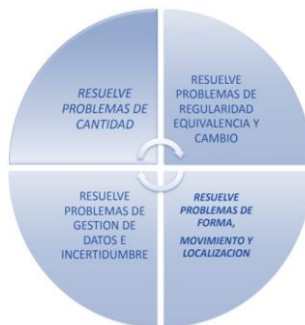 RESUELVE
PROBLEMAS DE
CANTIDAD
RESUELVE
PROBLEMAS DE
REGULARIDAD
EQUIVALENCIA Y
CAMBIO
RESUELVE
PROBLEMAS DE
GESTION DE
DATOS E
INCERTIDUMBRE
RESUELVE
PROBLEMAS DE
FORMA,
MOVIMIENTO Y
LOCALIZACION